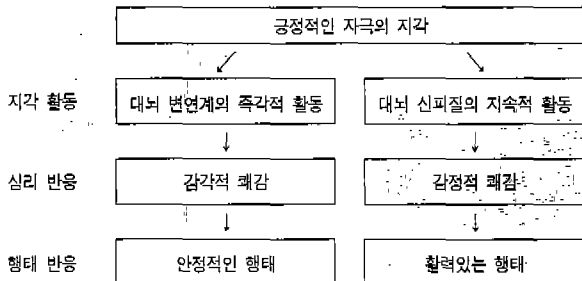 긍정적인 자극의 지각
지각 활동
대뇌 변연계의 즉각적 활동
대뇌 신피질의 지속적 활동
심리 반응
감각적 쾌감
감정적 쾌감
행태 반응
안정적인 행태
활력있는 행태